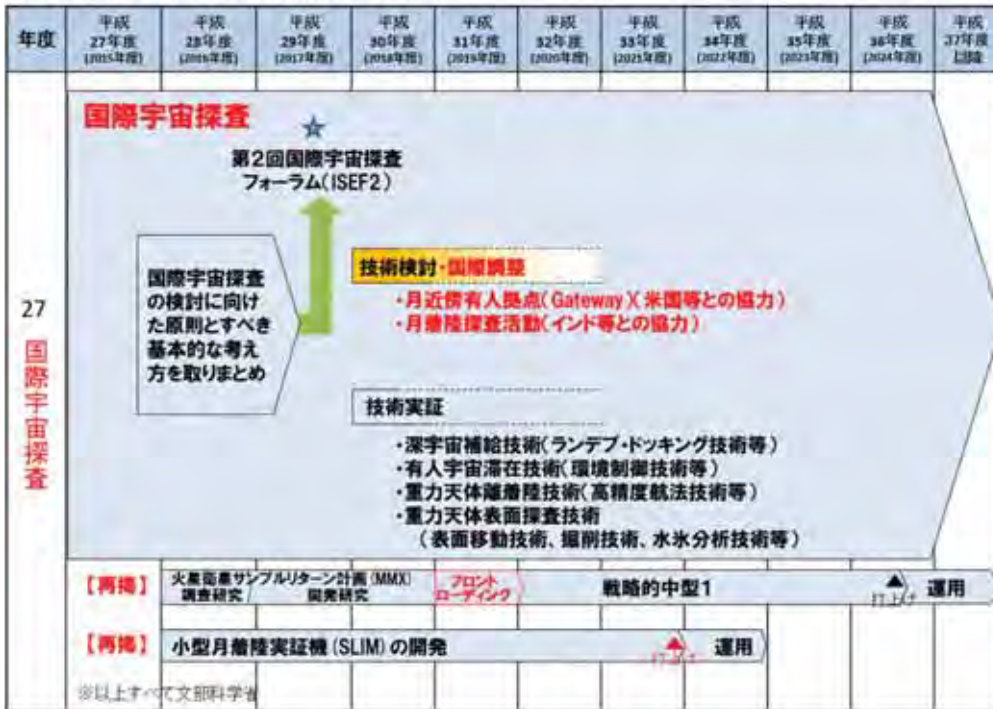 年度
平成
27年度
(2015年度)
平成
28年度
(2016年度)
平成
29年度
(2017年度)
平成
30年度
(2018年度)
平成
31年度
(2019年度)
平成
32年度
(2020年度)
平成
33年度
(2021年度)
平成
34年度
(2022年度)
平成
35年度
(2023年度)
平成
36年度
(2024年度)
平成
37年度
以降
27
国際宇宙探査
国際宇宙探査
第2回国際宇宙探査
フォーラム(ISEF2)
国際宇宙探査
の検討に向け
た原則とすべき
基本的な考え
方を取りまとめ
技術検討・国際調整
・月近傍有人拠点(Gateway)(米国等との協力)
・月着陸探査活動(インド等との協力)
技術実証
・深宇宙補給技術(ランデブ・ドッキング技術等)
・有人宇宙滞在技術(環境制御技術等)
・重力天体離着陸技術(高精度航法技術等)
・重力天体表面探査技術
(表面移動技術、掘削技術、水氷分析技術等)
【再掲】
火星衛星サンプルリターン計画(MMX)
調査研究
開発研究
フロント
ローディング
戦略的中型1
打上げ
運用
【再掲】
小型月着陸実証機(SLIM)の開発
打上げ
運用
※以上すべて文部科学省